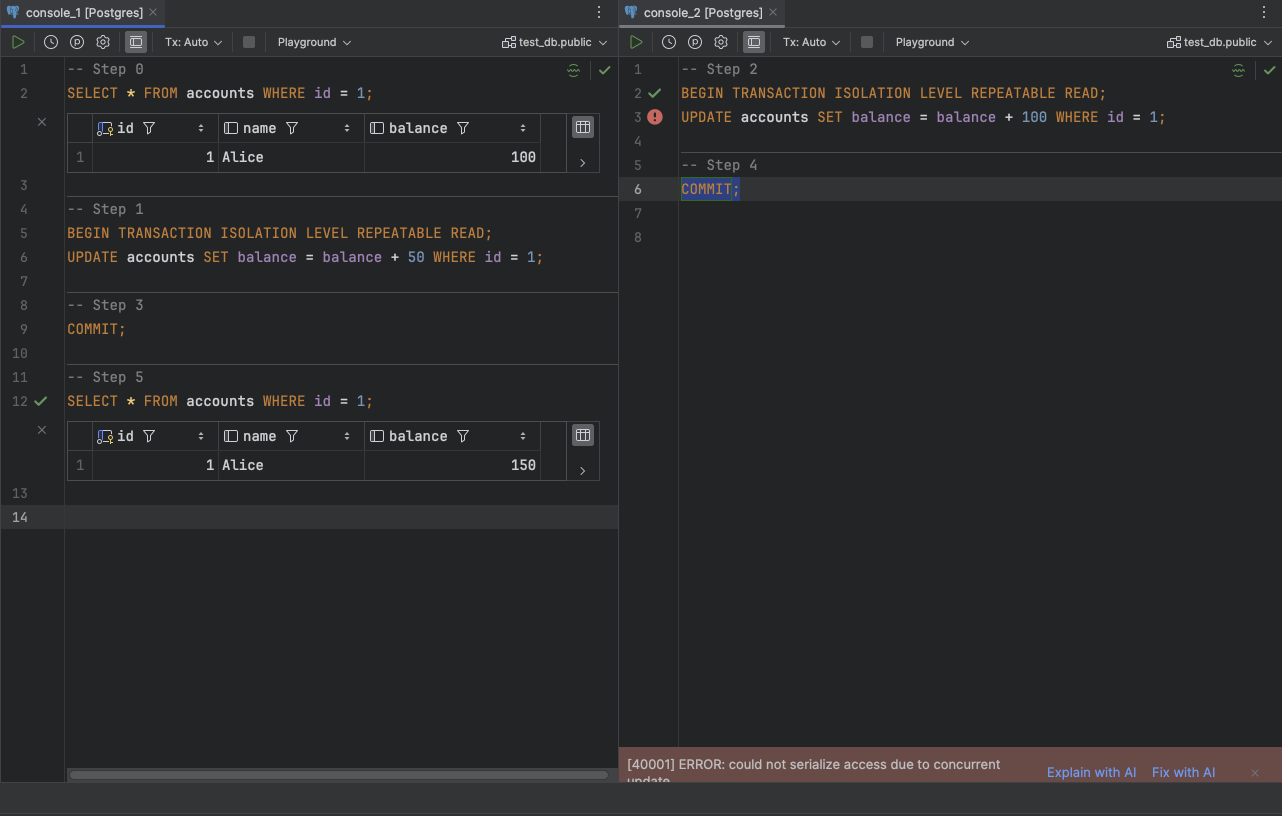 console_1 [Postgres]
Tx: Auto
Playground
test_db.public
1 -- Step 0
2 SELECT * FROM accounts WHERE id = 1;
id name balance
1 1 Alice 100
3
4 -- Step 1
5 BEGIN TRANSACTION ISOLATION LEVEL REPEATABLE READ;
6 UPDATE accounts SET balance = balance + 50 WHERE id = 1;
7
8 -- Step 3
9 COMMIT;
10
11 -- Step 5
12 SELECT * FROM accounts WHERE id = 1;
id name balance
1 1 Alice 150
13
14
console_2 [Postgres]
Tx: Auto
Playground
test_db.public
1 -- Step 2
2 BEGIN TRANSACTION ISOLATION LEVEL REPEATABLE READ;
3 UPDATE accounts SET balance = balance + 100 WHERE id = 1;
4
5 -- Step 4
6 COMMIT;
7
8
[40001] ERROR: could not serialize access due to concurrent
update
Explain with AI
Fix with AI